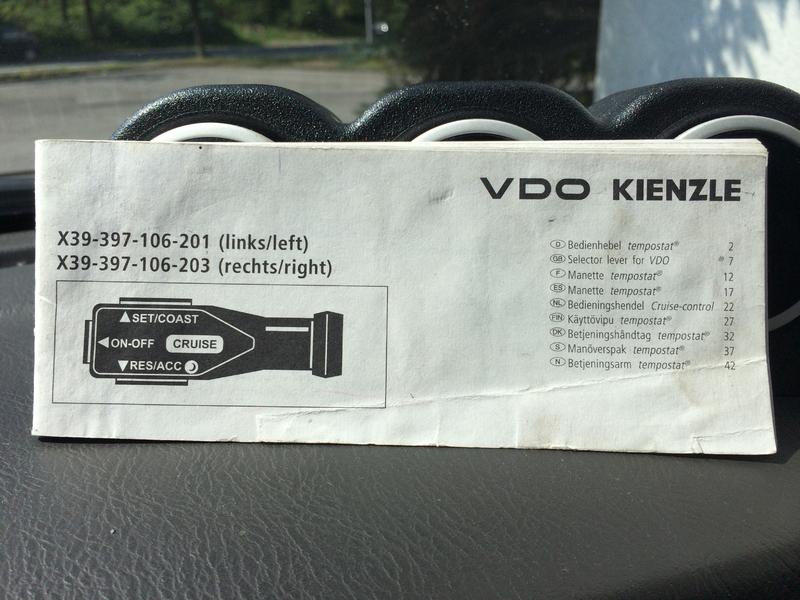 VDO KIENZLE
X39-397-106-201 (links/left)
X39-397-106-203 (rechts/right)
▲SET/COAST
◀ON-OFF CRUISE
▼RES/ACC
D Bedienhebel tempostat® 2
GB Selector lever for VDO ® 7
F Manette tempostat® 12
ES Manette tempostat® 17
NL Bedieningshendel Cruise-control 22
FIN Käyttövipu tempostat® 27
DK Betjeningshåndtag tempostat® 32
S Manöverspak tempostat® 37
N Betjeningsarm tempostat® 42